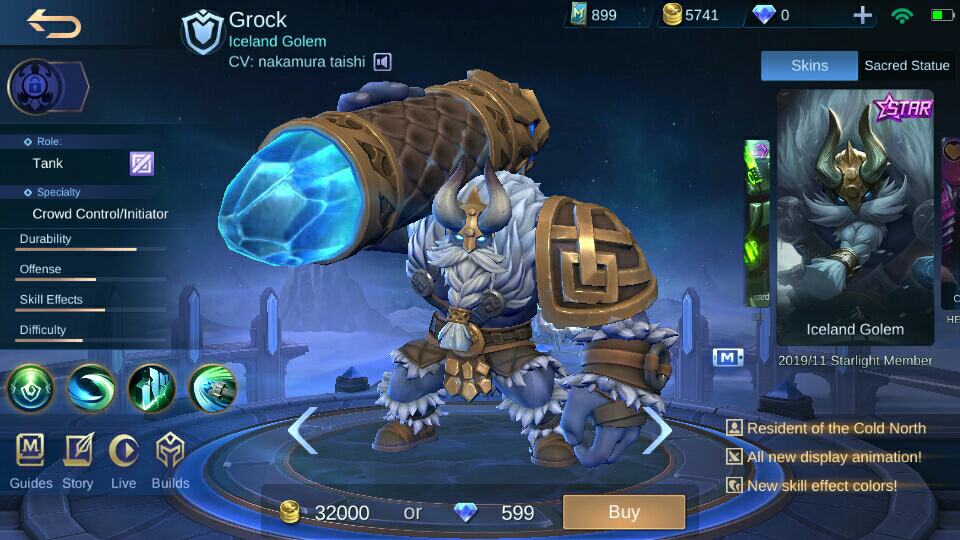 Grock
Iceland Golem
CV: nakamura taishi
899
5741
0
Skins
Sacred Statue
Role:
Tank
Specialty
Crowd Control/Initiator
Durability
Offense
Skill Effects
Difficulty
STAR
Iceland Golem
2019/11 Starlight Member
M
Resident of the Cold North
All new display animation!
New skill effect colors!
Guides
Story
Live
Builds
32000
or
599
Buy